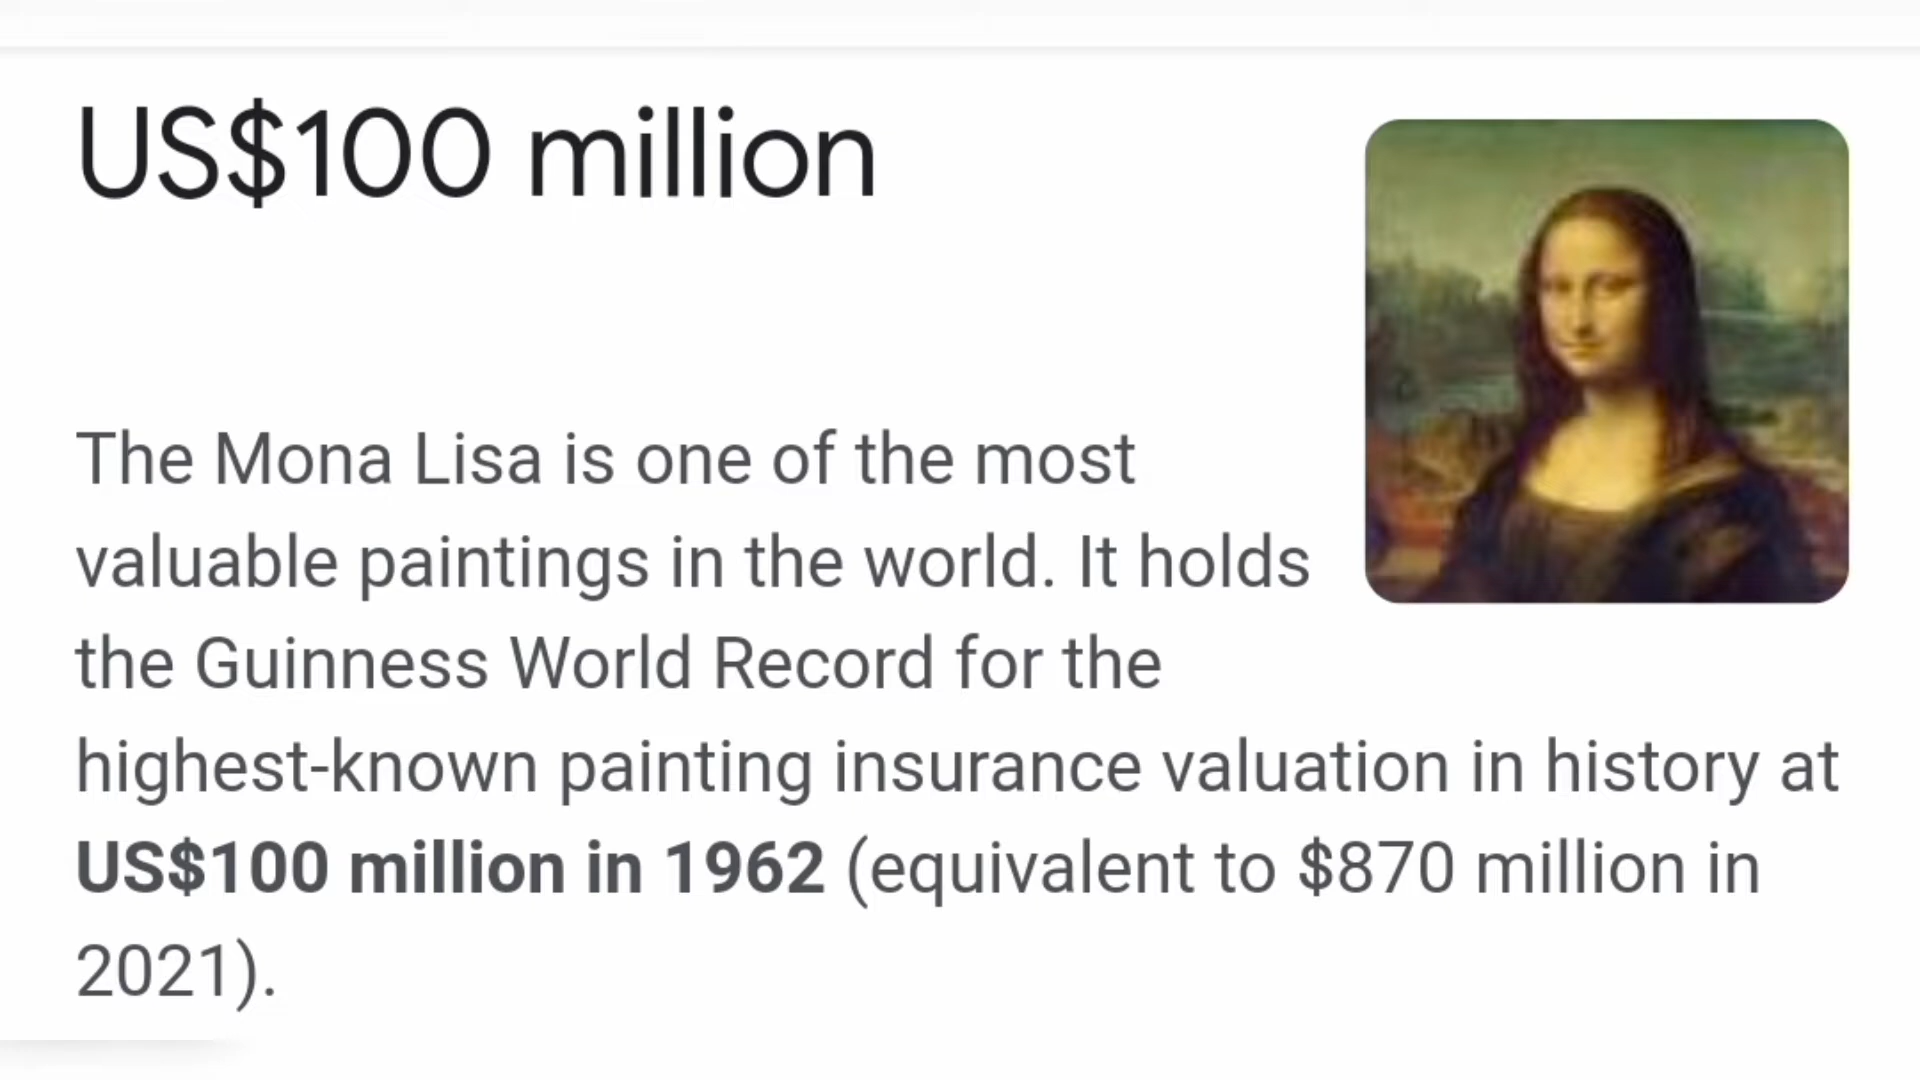 US$100 million
The Mona Lisa is one of the most
valuable paintings in the world. It holds
the Guinness World Record for the
highest-known painting insurance valuation in history at
US$100 million in 1962 (equivalent to $870 million in
2021).